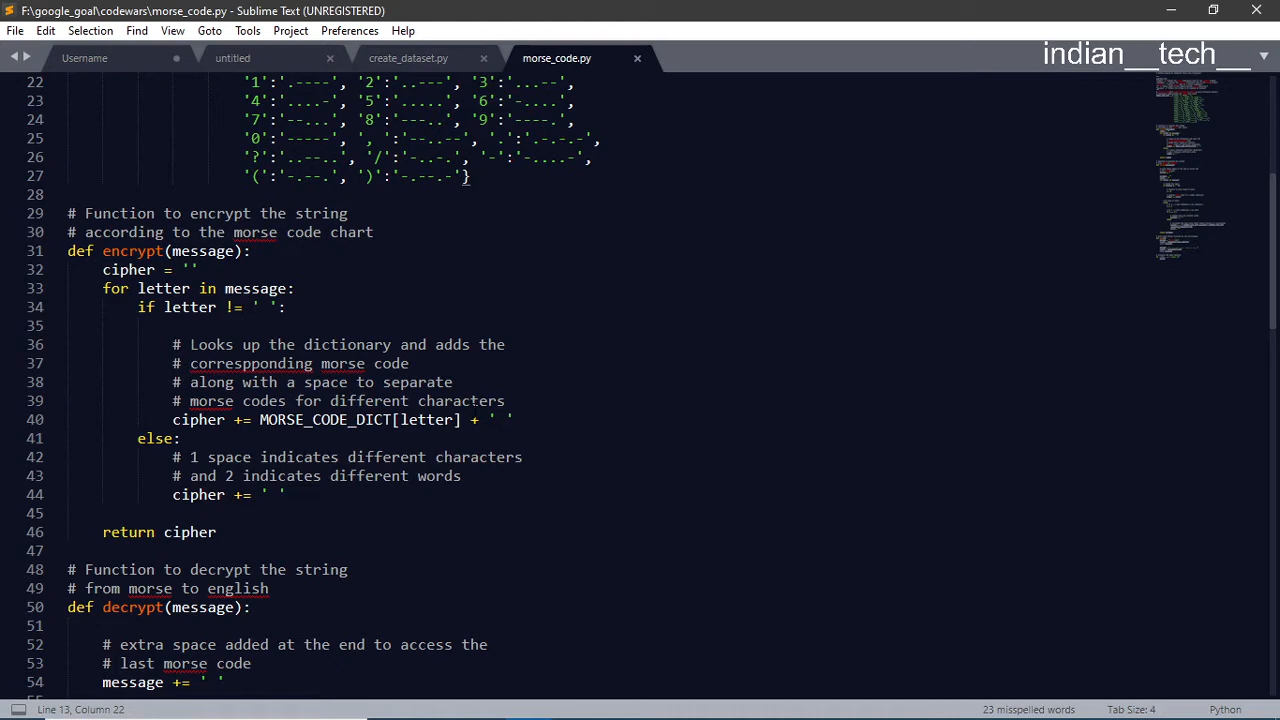 F:\google_goal\codewars\morse_code.py - Sublime Text (UNREGISTERED)
File Edit Selection Find View Goto Tools Project Preferences Help
Username untitled create_dataset.py morse_code.py indian__tech___
22 '1':'.----', '2':'..---', '3':'...--',
23 '4':'....-', '5':'.....', '6':'-....',
24 '7':'--...', '8':'---..', '9':'----.',
25 '0':'-----', ', ':'--..--', '.':'.-.-.-',
26 '?':'..--..', '/':'-..-.', '-':'-....-',
27 '(':'-.--.', ')':'-.--.-'}
28
29 # Function to encrypt the string
30 # according to the morse code chart
31 def encrypt(message):
32 cipher = ''
33 for letter in message:
34 if letter != ' ':
35
36 # Looks up the dictionary and adds the
37 # correspponding morse code
38 # along with a space to separate
39 # morse codes for different characters
40 cipher += MORSE_CODE_DICT[letter] + ' '
41 else:
42 # 1 space indicates different characters
43 # and 2 indicates different words
44 cipher += ' '
45
46 return cipher
47
48 # Function to decrypt the string
49 # from morse to english
50 def decrypt(message):
51
52 # extra space added at the end to access the
53 # last morse code
54 message += ' '
Line 13, Column 22 23 misspelled words Tab Size: 4 Python